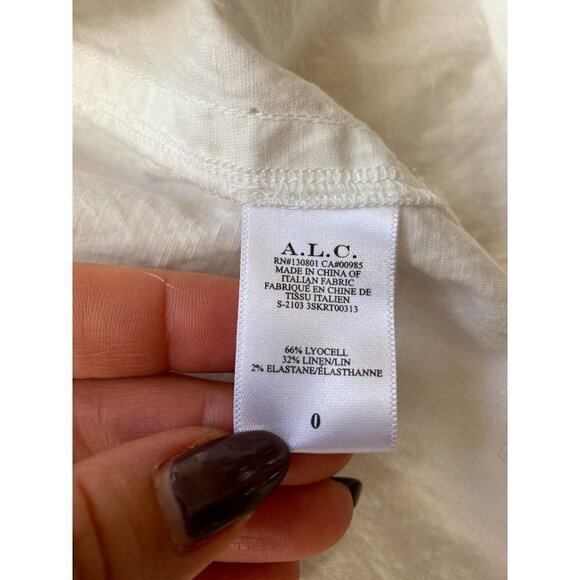 A.L.C.
RN#130801 CA#00985
MADE IN CHINA OF
ITALIAN FABRIC
FABRIQUÉ EN CHINE DE
TISSU ITALIEN
S-2103 3SKRT00313
66% LYOCELL
32% LINEN/LIN
2% ELASTANE/ÉLASTHANNE
0